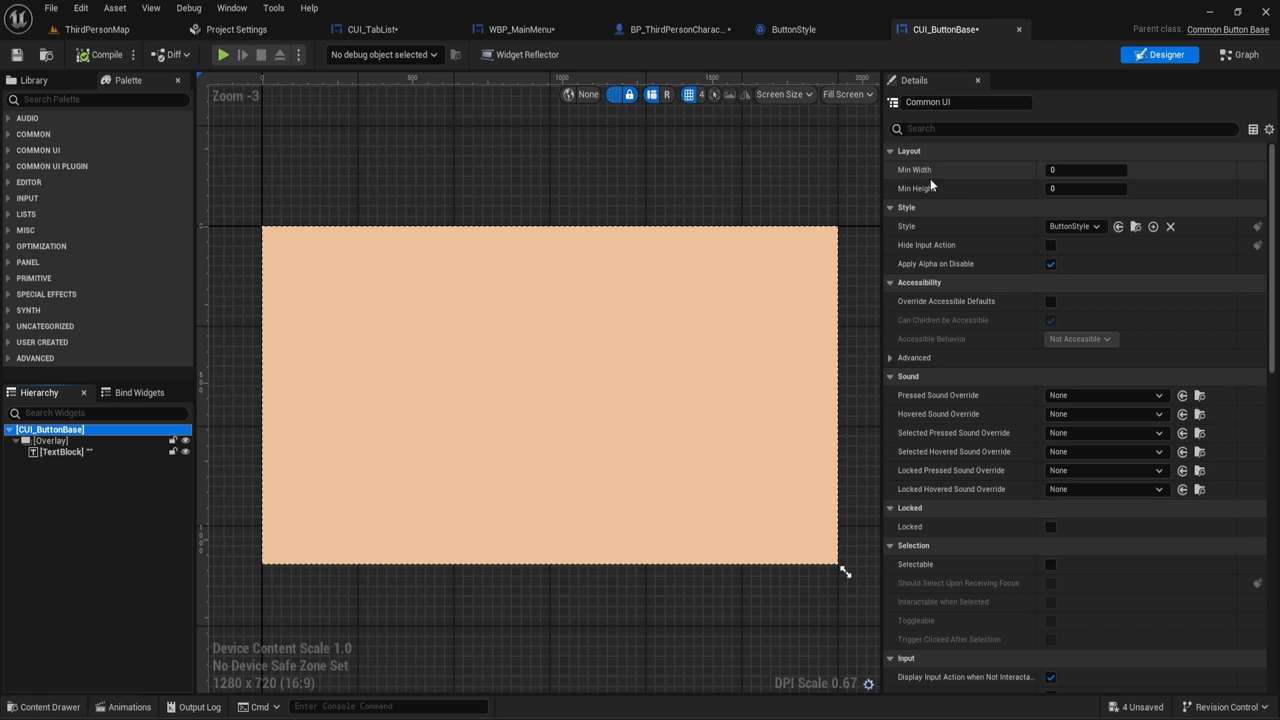 File Edit Asset View Debug Window Tools Help
ThirdPersonMap Project Settings CUI_TabList* WBP_MainMenu* BP_ThirdPersonCharac...* ButtonStyle CUI_ButtonBase* Parent class: Common Button Base
Compile Diff No debug object selected Widget Reflector Designer Graph
Library Palette
Search Palette
AUDIO
COMMON
COMMON UI
COMMON UI PLUGIN
EDITOR
INPUT
LISTS
MISC
OPTIMIZATION
PANEL
PRIMITIVE
SPECIAL EFFECTS
SYNTH
UNCATEGORIZED
USER CREATED
ADVANCED
Hierarchy Bind Widgets
Search Widgets
[CUI_ButtonBase]
[Overlay]
[TextBlock] ""
0 500 1000 1500 2000
Zoom -3 None R 4 Screen Size Fill Screen
0
5
0
0
1
0
0
0
Device Content Scale 1.0
No Device Safe Zone Set
1280 x 720 (16:9) DPI Scale 0.67
Details
Common UI
Search
Layout
Min Width 0
Min Height 0
Style
Style ButtonStyle
Hide Input Action
Apply Alpha on Disable
Accessibility
Override Accessible Defaults
Can Children be Accessible
Accessible Behavior Not Accessible
Advanced
Sound
Pressed Sound Override None
Hovered Sound Override None
Selected Pressed Sound Override None
Selected Hovered Sound Override None
Locked Pressed Sound Override None
Locked Hovered Sound Override None
Locked
Locked
Selection
Selectable
Should Select Upon Receiving Focus
Interactable when Selected
Toggleable
Trigger Clicked After Selection
Input
Display Input Action when Not Interacta...
Content Drawer Animations Output Log Cmd Enter Console Command 4 Unsaved Revision Control